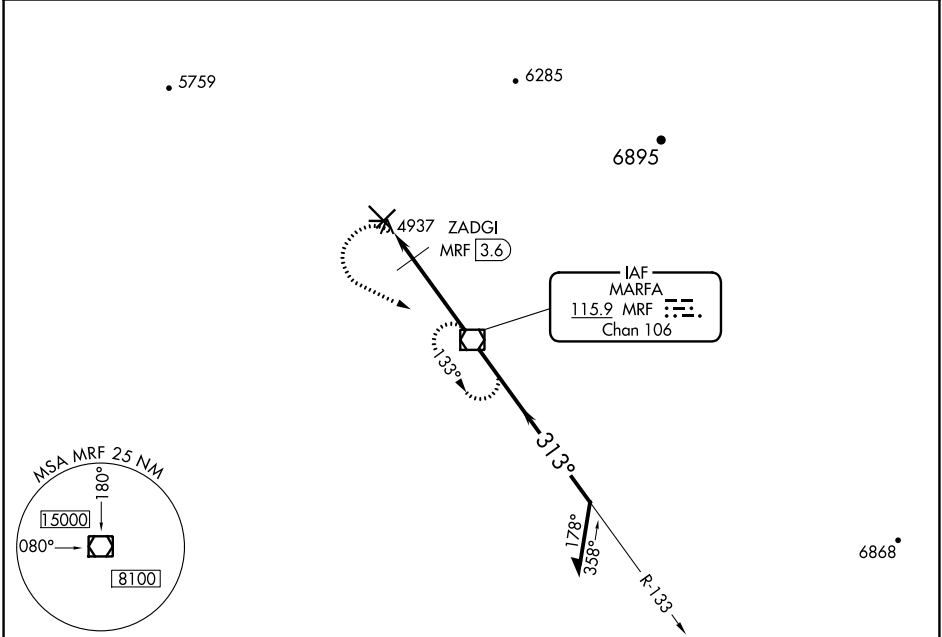 5759
6285
6895
4937 ZADGI
MRF 3.6
IAF
MARFA
115.9 MRF
Chan 106
133°
313°
MSA MRF 25 NM
180°
15000
080°
8100
178°
358°
6868
R-133